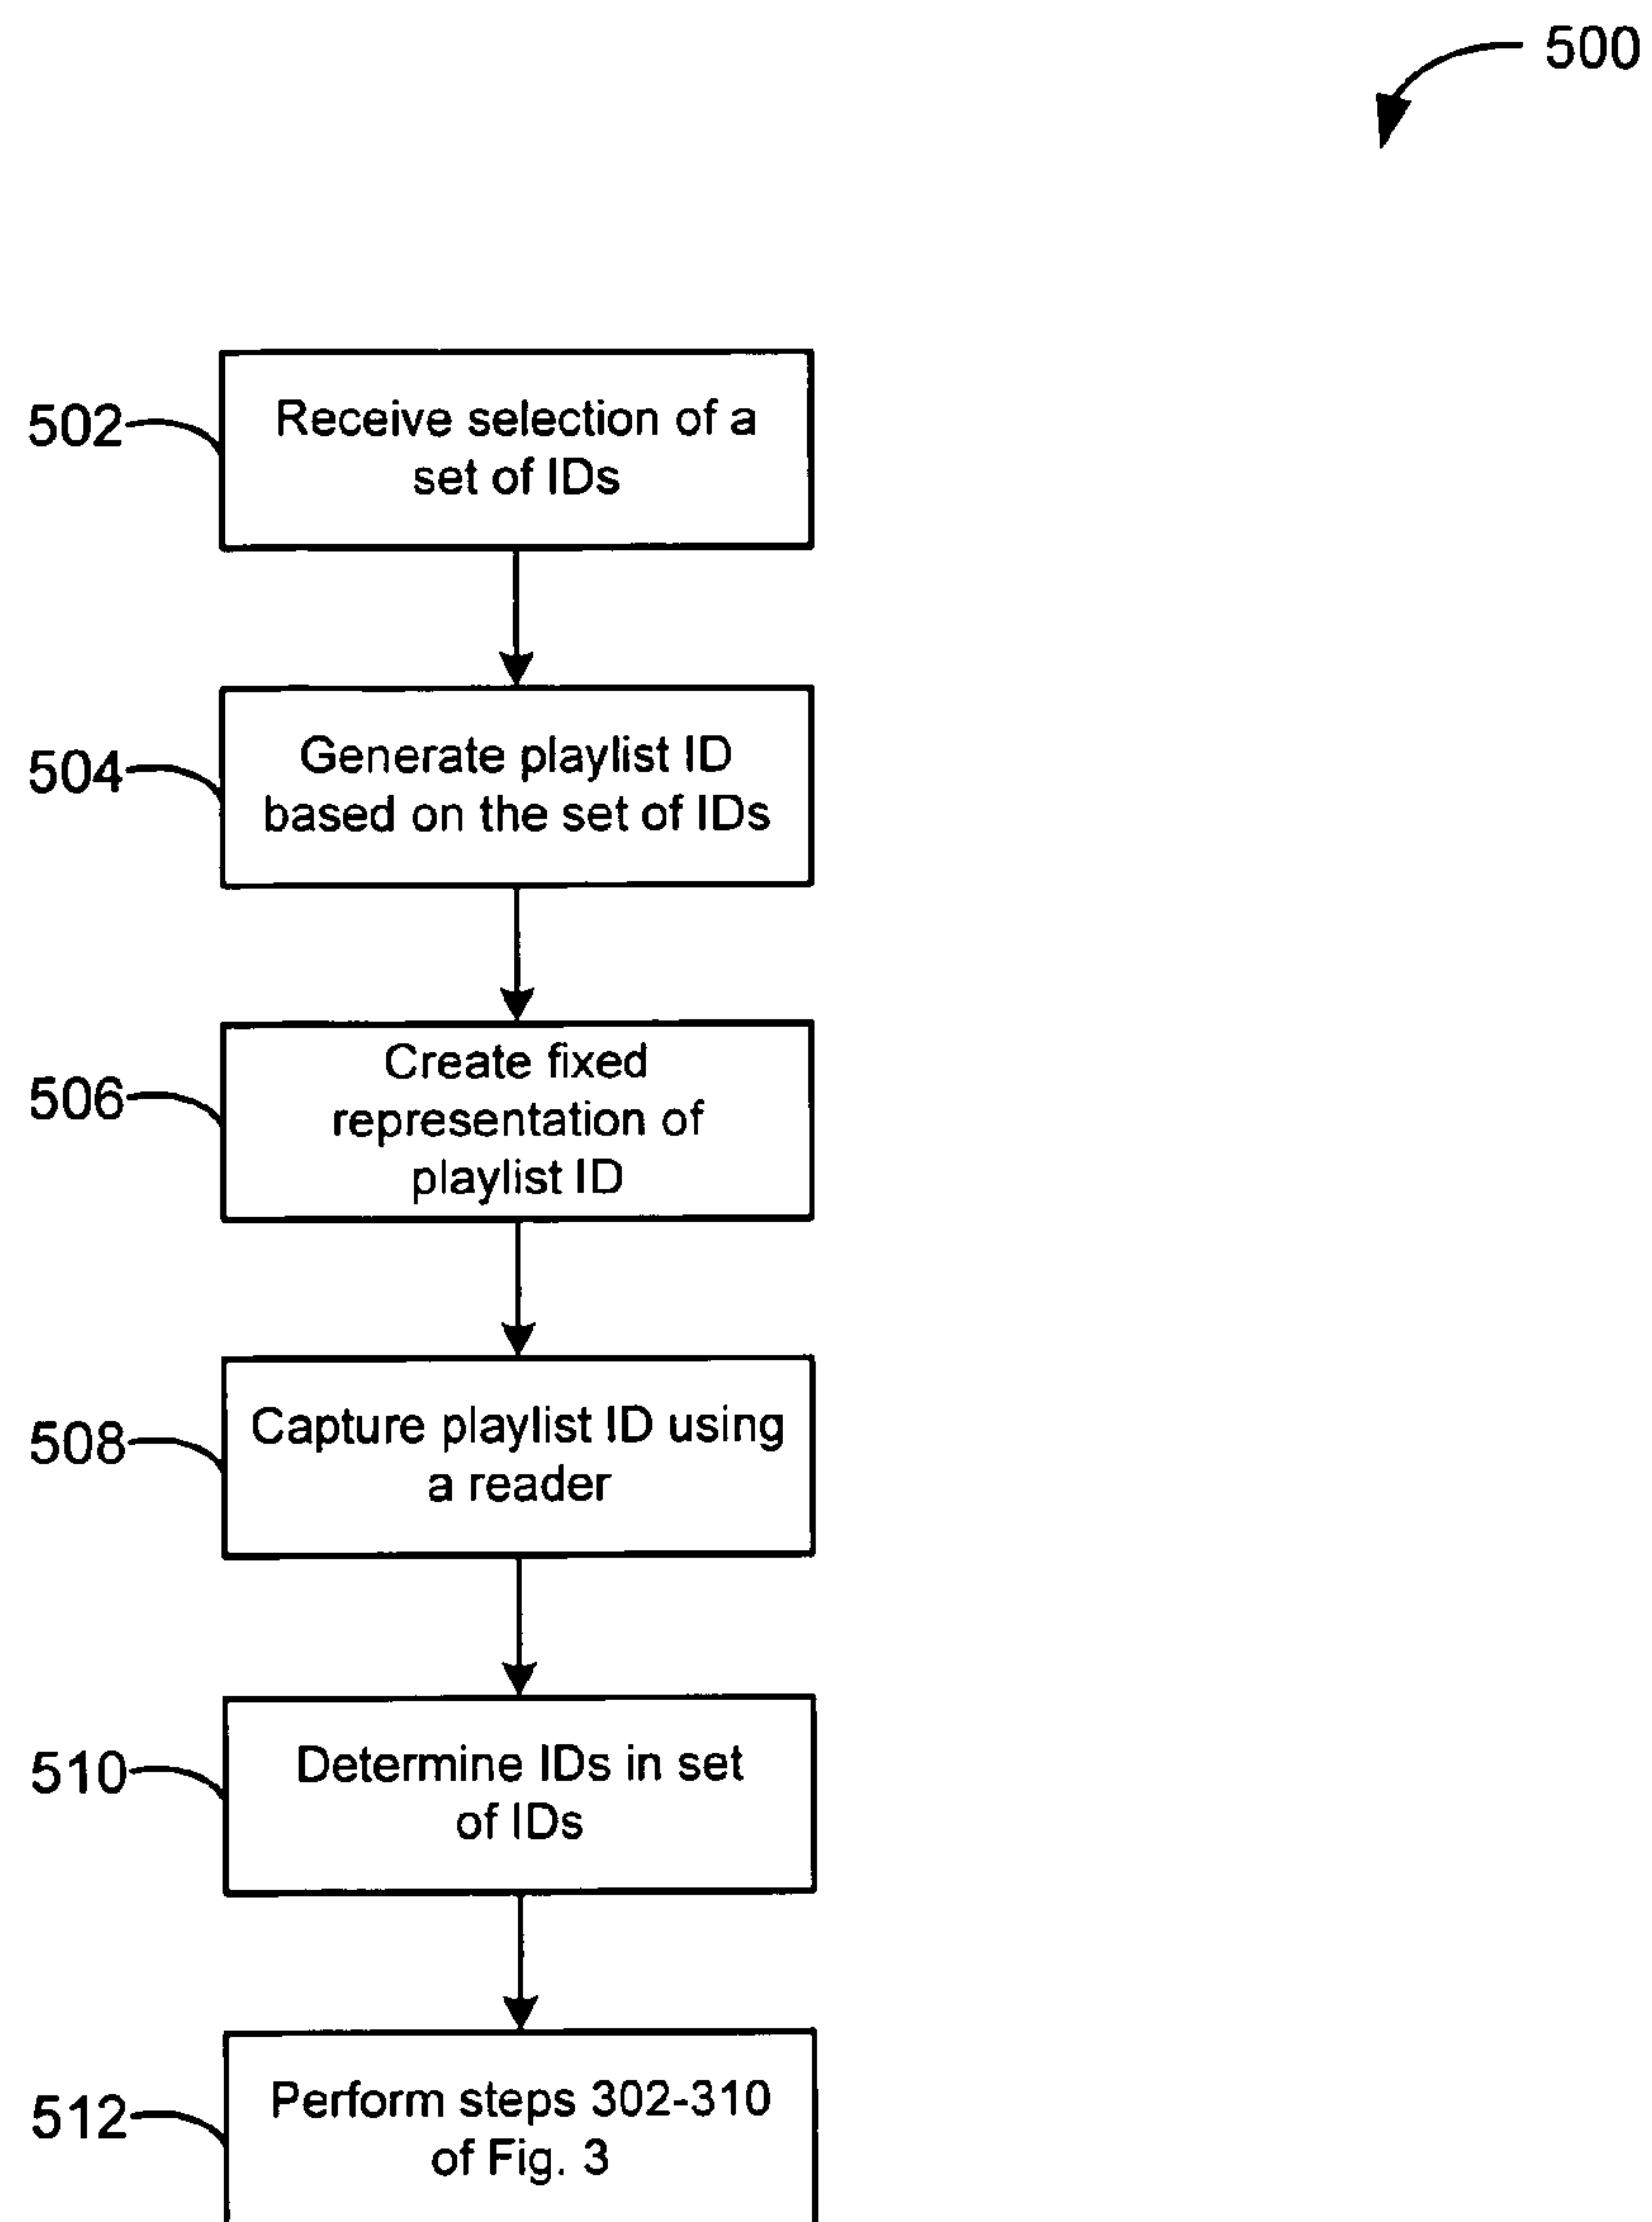 500
502
Receive selection of a
set of IDs
504
Generate playlist ID
based on the set of IDs
506
Create fixed
representation of
playlist ID
508
Capture playlist ID using
a reader
510
Determine IDs in set
of IDs
512
Perform steps 302-310
of Fig. 3